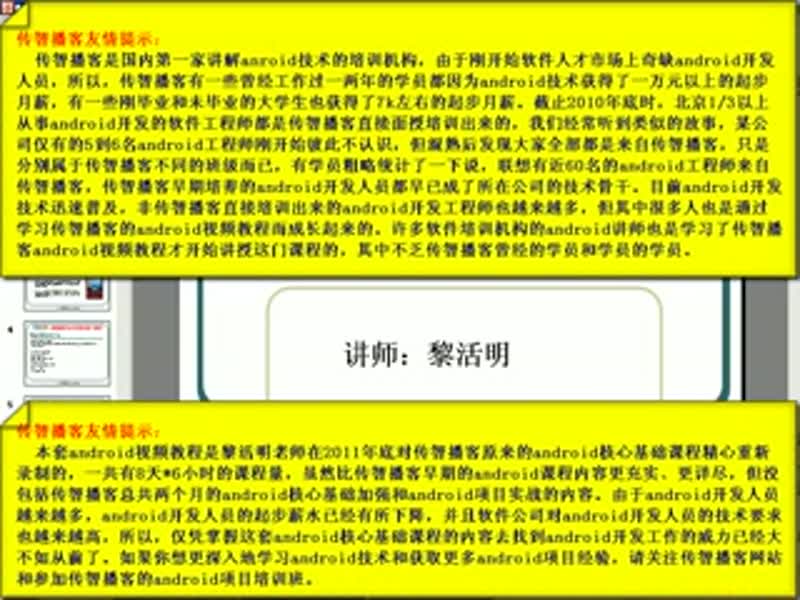 传智播客友情提示:
传智播客是国内第一家讲解anroid技术的培训机构，由于刚开始软件人才市场上奇缺android开发
人员，所以，传智播客有一些曾经工作过一两年的学员都因为android技术获得了一万元以上的起步
月薪，有一些刚毕业和未毕业的大学生也获得了7k左右的起步月薪。截止2010年底时，北京1/3以上
从事android开发的软件工程师都是传智播客直接面授培训出来的，我们经常听到类似的故事，某公
司仅有的5到6名android工程师刚开始彼此不认识，但混熟后发现大家全部都是来自传智播客，只是
分别属于传智播客不同的班级而已，有学员粗略统计了一下说，联想有近60名的android工程师来自
传智播客，传智播客早期培养的android开发人员都早已成了所在公司的技术骨干。目前android开发
技术迅速普及，非传智播客直接培训出来的android开发工程师也越来越多，但其中很多人也是通过
学习传智播客的android视频教程而成长起来的，许多软件培训机构的android讲师也是学习了传智播
客android视频教程才开始讲授这门课程的，其中不乏传智播客曾经的学员和学员的学员。
讲师：黎活明
4
5
传智播客友情提示:
本套android视频教程是黎活明老师在2011年底对传智播客原来的android核心基础课程精心重新
录制的，一共有8天*6小时的课程量，虽然比传智播客早期的android课程内容更充实、更详尽，但没
包括传智播客总共两个月的android核心基础加强和android项目实战的内容。由于android开发人员
越来越多，android开发人员的起步薪水已经有所下降，并且软件公司对android开发人员的技术要求
也越来越高，所以，仅凭掌握这套android核心基础课程的内容去找到android开发工作的威力已经大
不如从前了。如果你想更深入地学习android技术和获取更多android项目经验，请关注传智播客网站
和参加传智播客的android项目培训班。